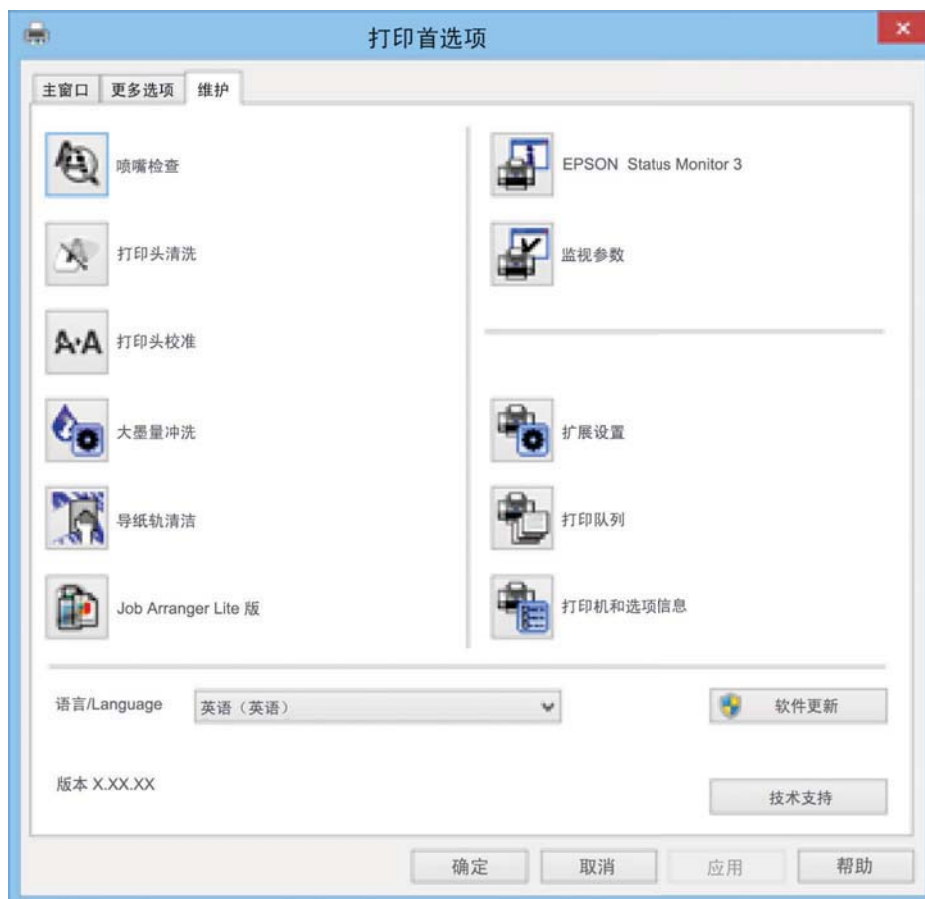 打印首选项
主窗口
更多选项
维护
喷嘴检查
打印头清洗
A·A 打印头校准
大墨量冲洗
导纸轨清洁
Job Arranger Lite 版
EPSON Status Monitor 3
监视参数
扩展设置
打印队列
打印机和选项信息
语言/Language
英语（英语）
软件更新
版本 X.XX.XX
技术支持
确定
取消
应用
帮助